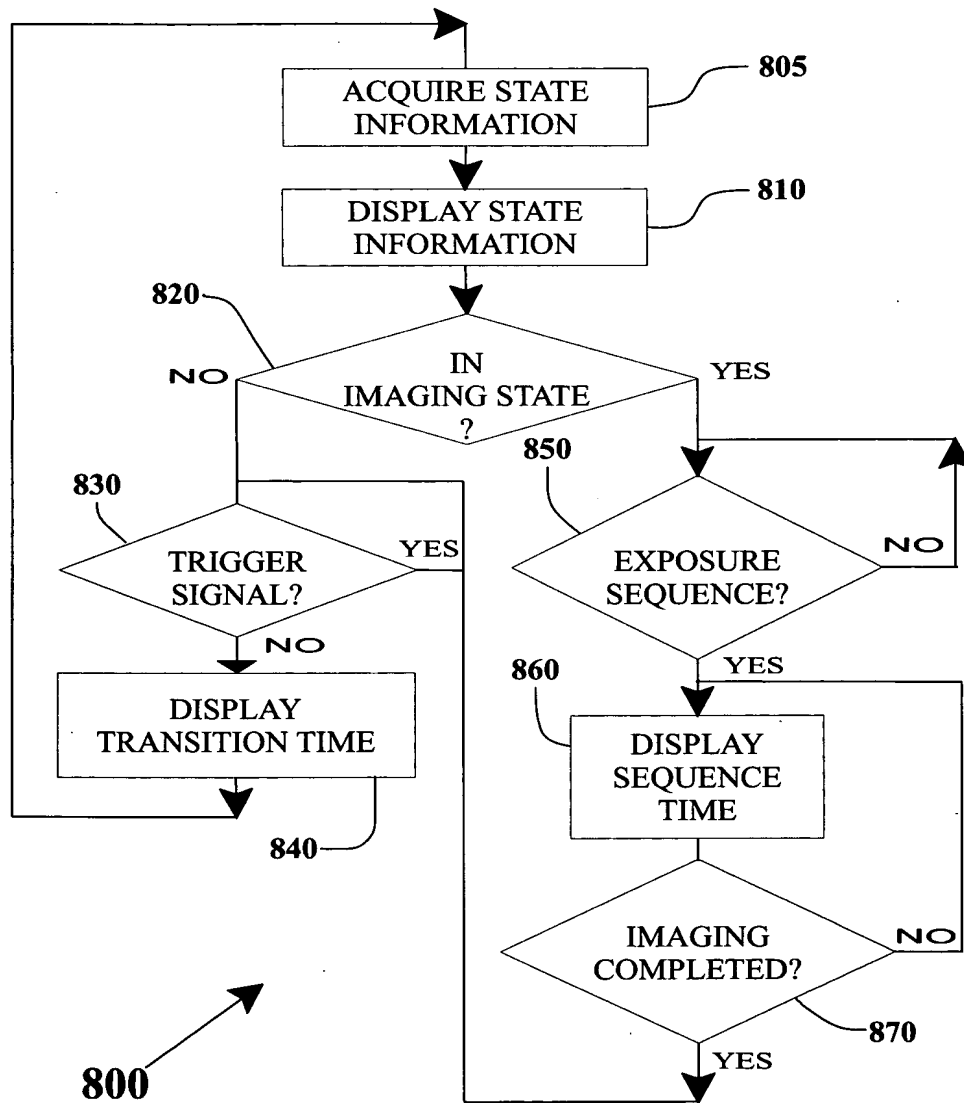 ACQUIRE STATE
INFORMATION
805
DISPLAY STATE
INFORMATION
810
820
IN
IMAGING STATE
?
NO
YES
830
TRIGGER
SIGNAL?
YES
NO
850
EXPOSURE
SEQUENCE?
NO
YES
DISPLAY
TRANSITION TIME
840
860
DISPLAY
SEQUENCE
TIME
IMAGING
COMPLETED?
NO
870
YES
800